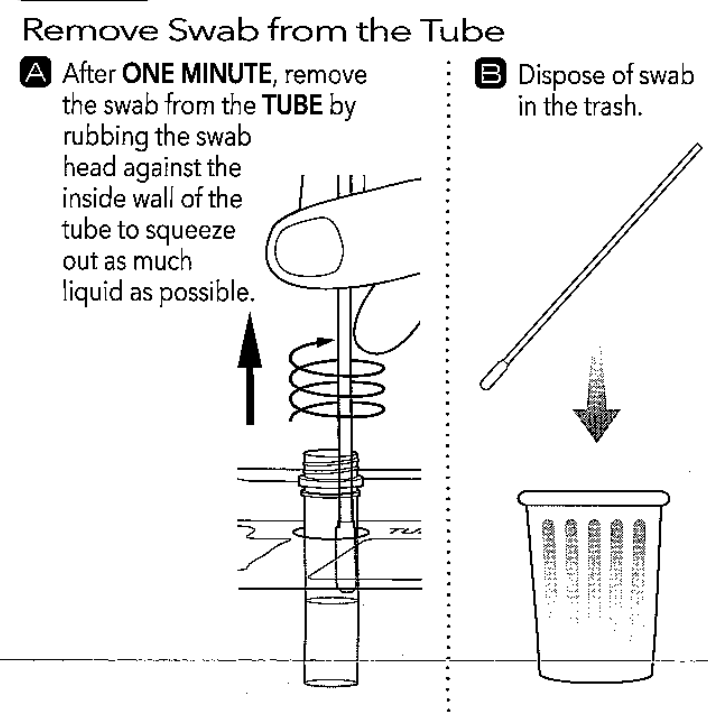 Remove Swab from the Tube
A After ONE MINUTE, remove
the swab from the TUBE by
rubbing the swab
head against the
inside wall of the
tube to squeeze
out as much
liquid as possible.
B Dispose of swab
in the trash.